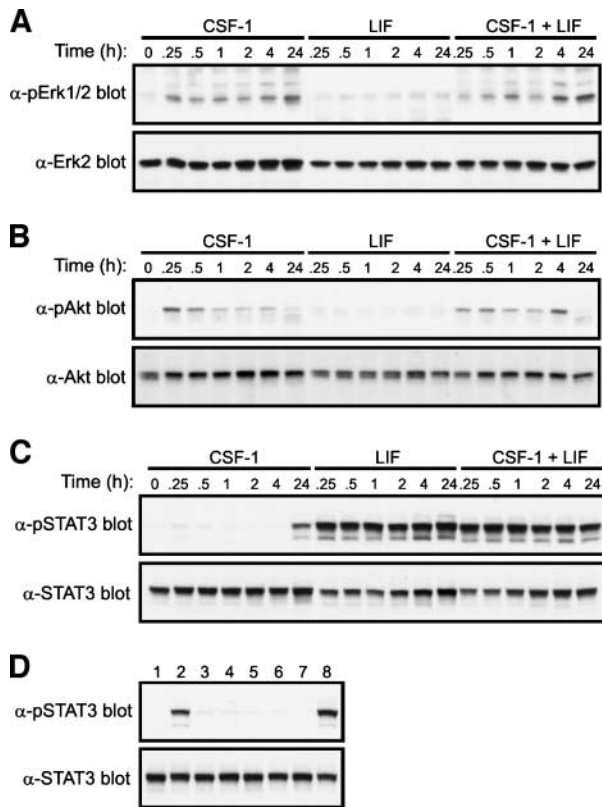 A
CSF-1 LIF CSF-1 + LIF
Time (h): 0 .25 .5 1 2 4 24 .25 .5 1 2 4 24 .25 .5 1 2 4 24
α-pErk1/2 blot
α-Erk2 blot
B
CSF-1 LIF CSF-1 + LIF
Time (h): 0 .25 .5 1 2 4 24 .25 .5 1 2 4 24 .25 .5 1 2 4 24
α-pAkt blot
α-Akt blot
C
CSF-1 LIF CSF-1 + LIF
Time (h): 0 .25 .5 1 2 4 24 .25 .5 1 2 4 24 .25 .5 1 2 4 24
α-pSTAT3 blot
α-STAT3 blot
D
1 2 3 4 5 6 7 8
α-pSTAT3 blot
α-STAT3 blot